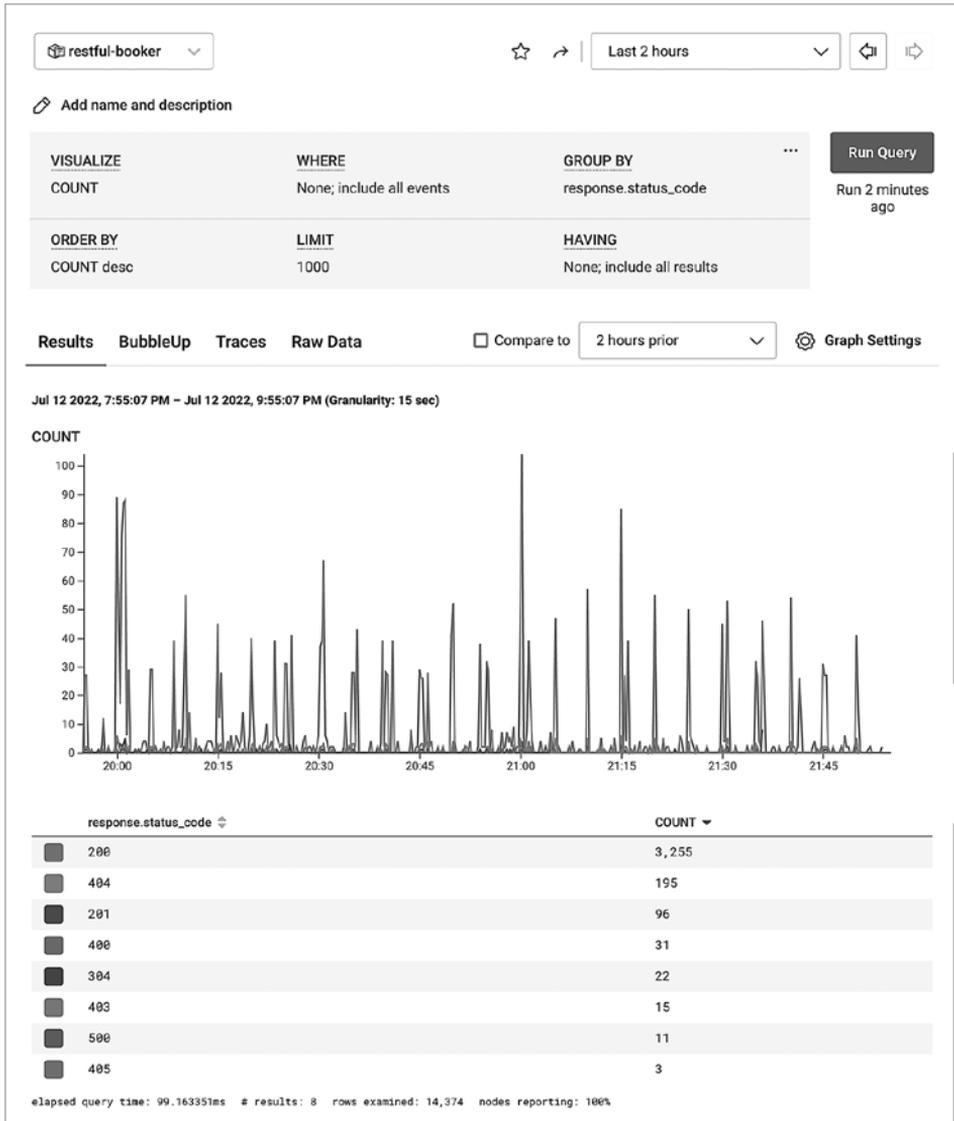 restful-booker
Last 2 hours
Add name and description
VISUALIZE WHERE GROUP BY
COUNT None; include all events response.status_code
Run Query
Run 2 minutes
ago
ORDER BY LIMIT HAVING
COUNT desc 1000 None; include all results
Results BubbleUp Traces Raw Data Compare to 2 hours prior Graph Settings
Jul 12 2022, 7:55:07 PM – Jul 12 2022, 9:55:07 PM (Granularity: 15 sec)
COUNT
100
90
80
70
60
50
40
30
20
10
0
20:00 20:15 20:30 20:45 21:00 21:15 21:30 21:45
response.status_code COUNT
200 3,255
404 195
201 96
400 31
304 22
403 15
500 11
405 3
elapsed query time: 99.163351ms # results: 8 rows examined: 14,374 nodes reporting: 100%